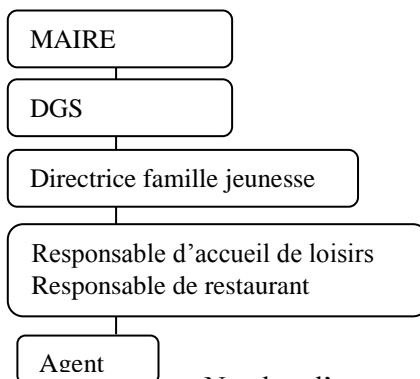 MAIRE
DGS
Directrice famille jeunesse
Responsable d’accueil de loisirs
Responsable de restaurant
Agent